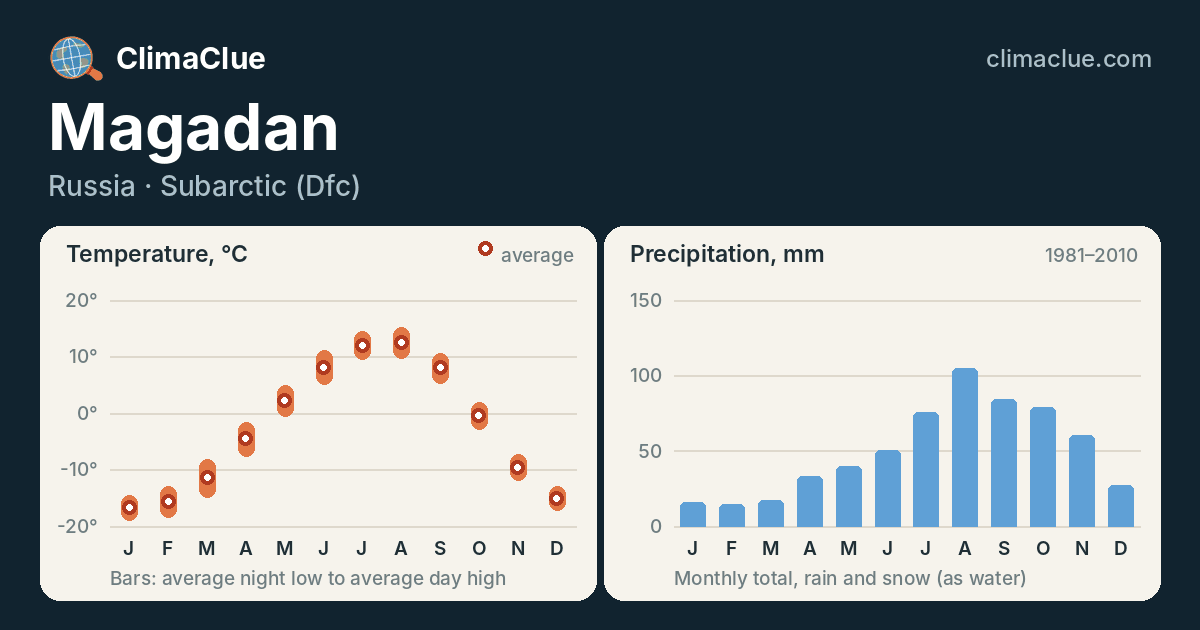 ClimaClue
climaclue.com
Magadan
Russia · Subarctic (Dfc)
Temperature, °C
average
20°
10°
0°
-10°
-20°
J F M A M J J A S O N D
Bars: average night low to average day high
Precipitation, mm
1981–2010
150
100
50
0
J F M A M J J A S O N D
Monthly total, rain and snow (as water)